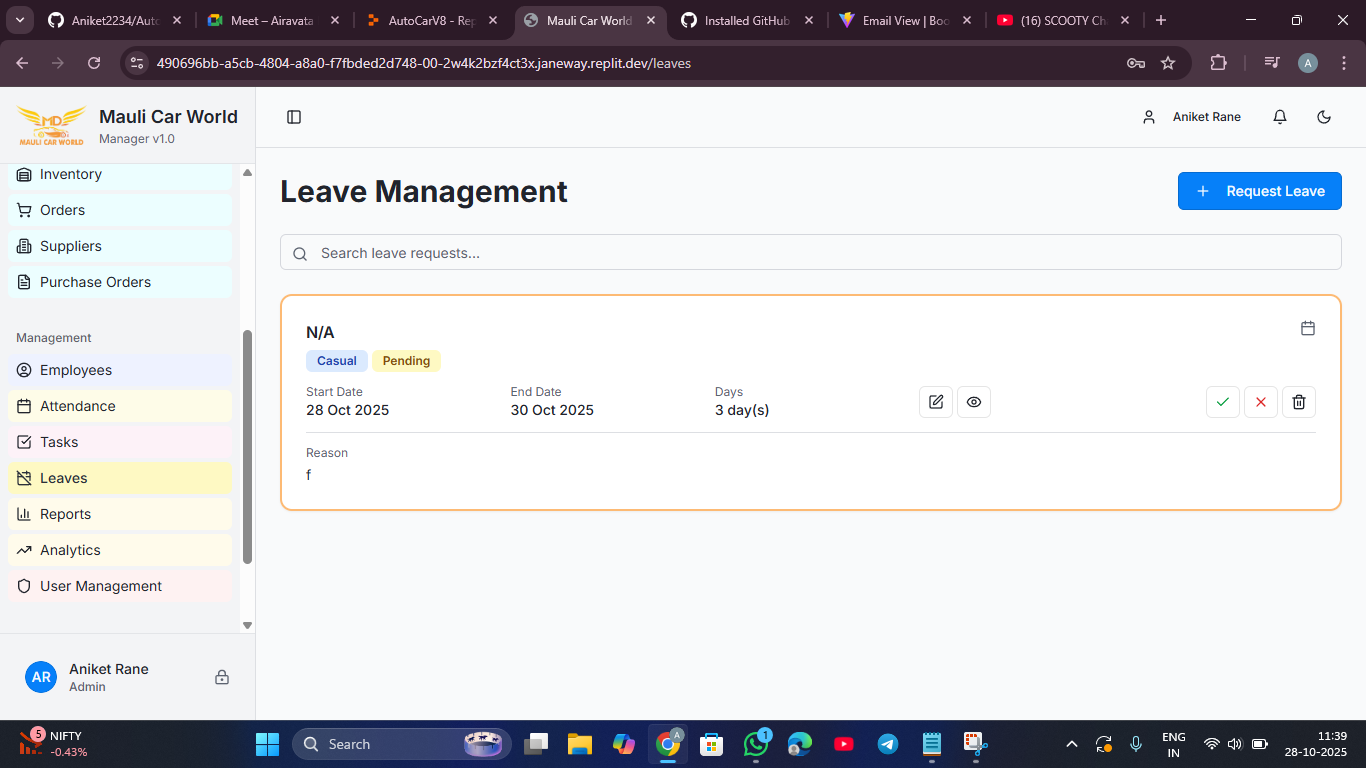 Aniket2234/Auto
Meet – Airavata
AutoCarV8 - Rep
Mauli Car World
Installed GitHub
Email View | Boo
(16) SCOOTY Ch
490696bb-a5cb-4804-a8a0-f7fbded2d748-00-2w4k2bzf4ct3x.janeway.replit.dev/leaves
A
MD
MAULI CAR WORLD
Mauli Car World
Manager v1.0
Aniket Rane
Inventory
Orders
Suppliers
Purchase Orders
Management
Employees
Attendance
Tasks
Leaves
Reports
Analytics
User Management
AR
Aniket Rane
Admin
Leave Management
Request Leave
Search leave requests...
N/A
Casual
Pending
Start Date
28 Oct 2025
End Date
30 Oct 2025
Days
3 day(s)
Reason
f
5
NIFTY
-0.43%
Search
A
1
ENG
IN
11:39
28-10-2025